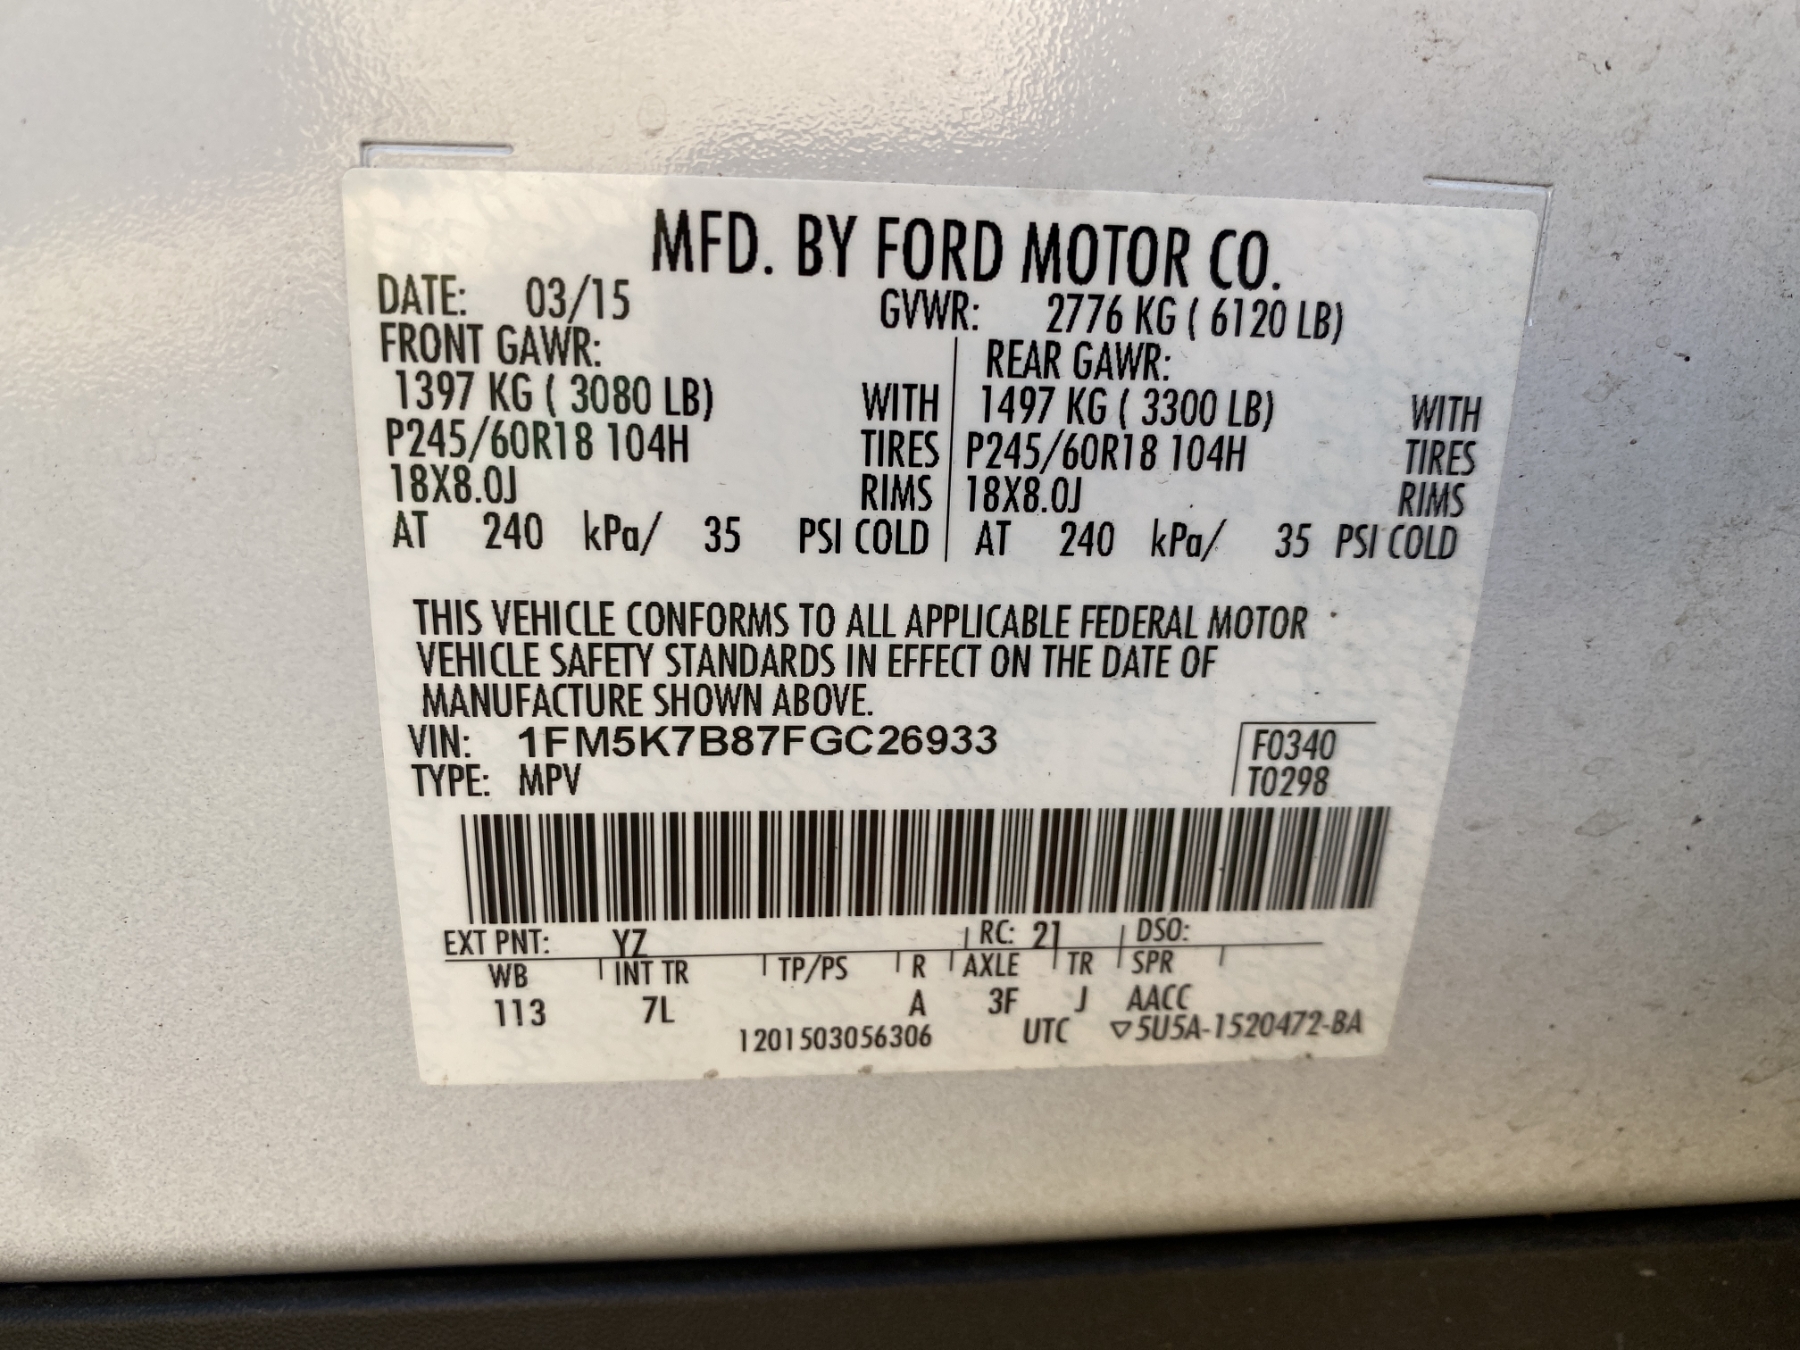 MFD. BY FORD MOTOR CO.
DATE: 03/15 GVWR: 2776 KG ( 6120 LB)
FRONT GAWR: REAR GAWR:
1397 KG ( 3080 LB) WITH 1497 KG ( 3300 LB) WITH
P245/60R18 104H TIRES P245/60R18 104H TIRES
18X8.0J RIMS 18X8.0J RIMS
AT 240 kPa/ 35 PSI COLD AT 240 kPa/ 35 PSI COLD
THIS VEHICLE CONFORMS TO ALL APPLICABLE FEDERAL MOTOR
VEHICLE SAFETY STANDARDS IN EFFECT ON THE DATE OF
MANUFACTURE SHOWN ABOVE.
VIN: 1FM5K7B87FGC26933 F0340
TYPE: MPV T0298
EXT PNT: YZ RC: 21 DSO:
WB INT TR TP/PS R AXLE TR SPR
113 7L A 3F J AACC
1201503056306 UTC ▽5U5A-1520472-BA